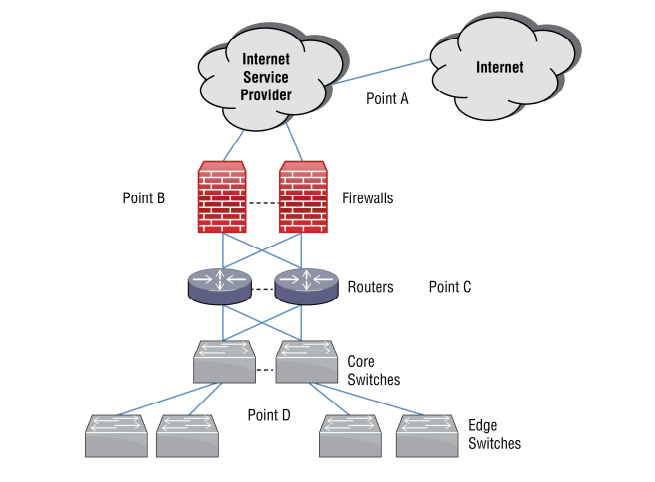 Internet
Service
Provider
Internet
Point A
Point B
Firewalls
Routers
Point C
Core
Switches
Point D
Edge
Switches